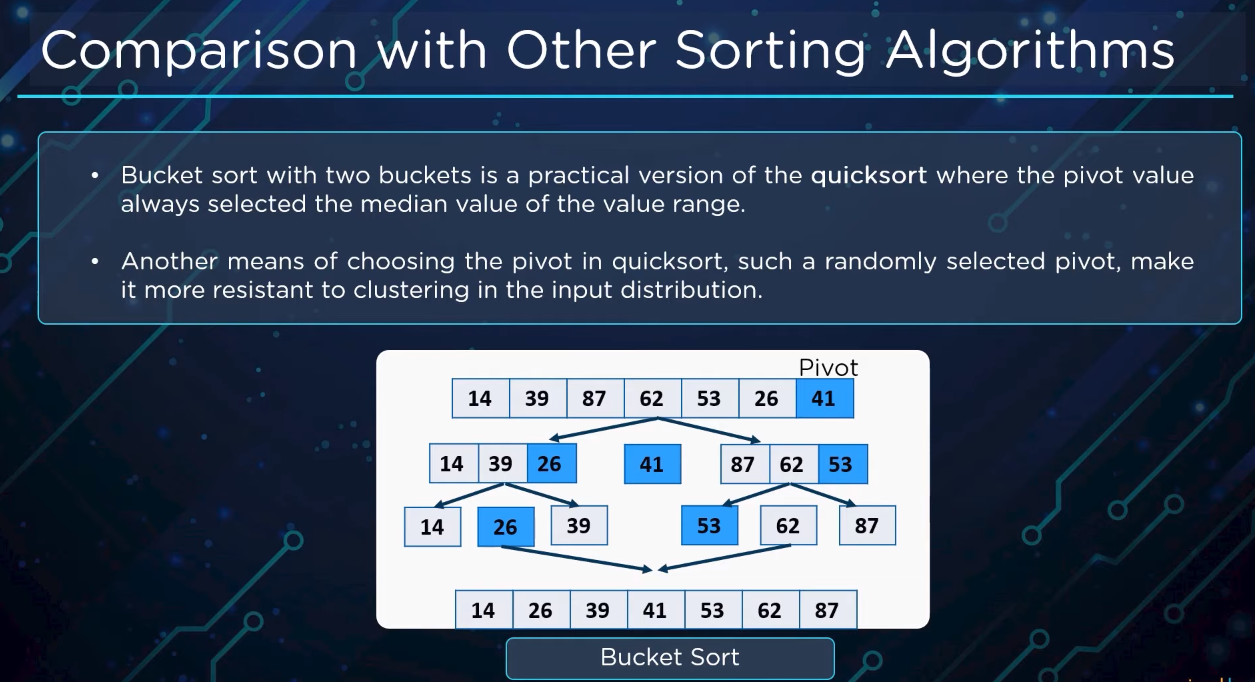 Comparison with Other Sorting Algorithms
• Bucket sort with two buckets is a practical version of the quicksort where the pivot value
always selected the median value of the value range.
• Another means of choosing the pivot in quicksort, such a randomly selected pivot, make
it more resistant to clustering in the input distribution.
Pivot
14 39 87 62 53 26 41
14 39 26 41 87 62 53
14 26 39 53 62 87
14 26 39 41 53 62 87
Bucket Sort